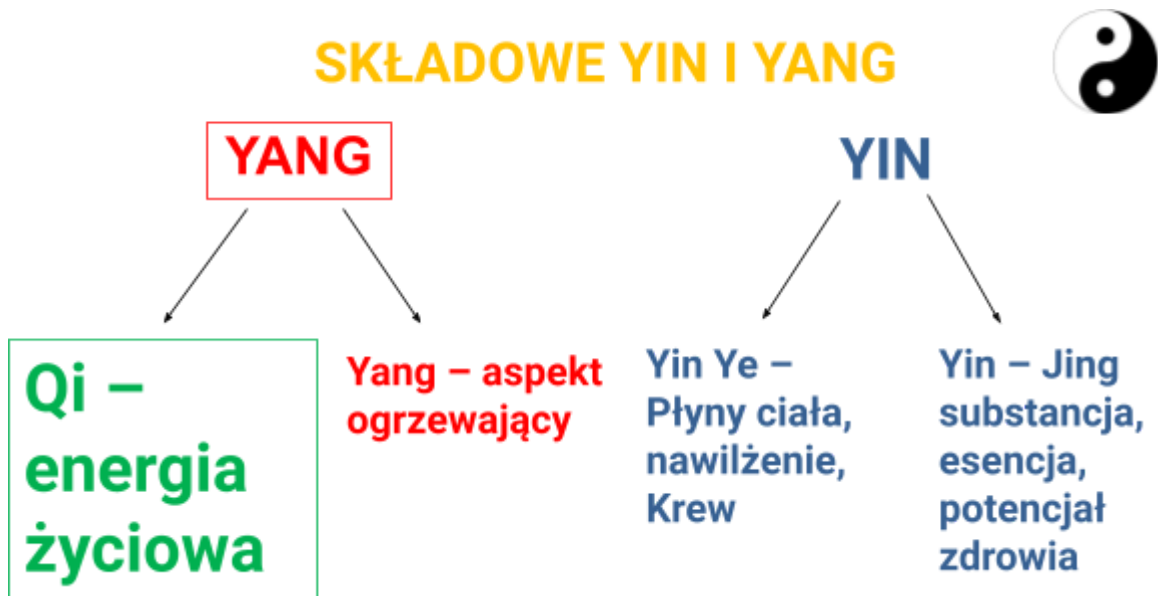 SKŁADOWE YIN I YANG
YANG
YIN
Qi –
energia
życiowa
Yang – aspekt
ogrzewający
Yin Ye –
Płyny ciała,
nawilżenie,
Krew
Yin – Jing
substancja,
esencja,
potencjał
zdrowia